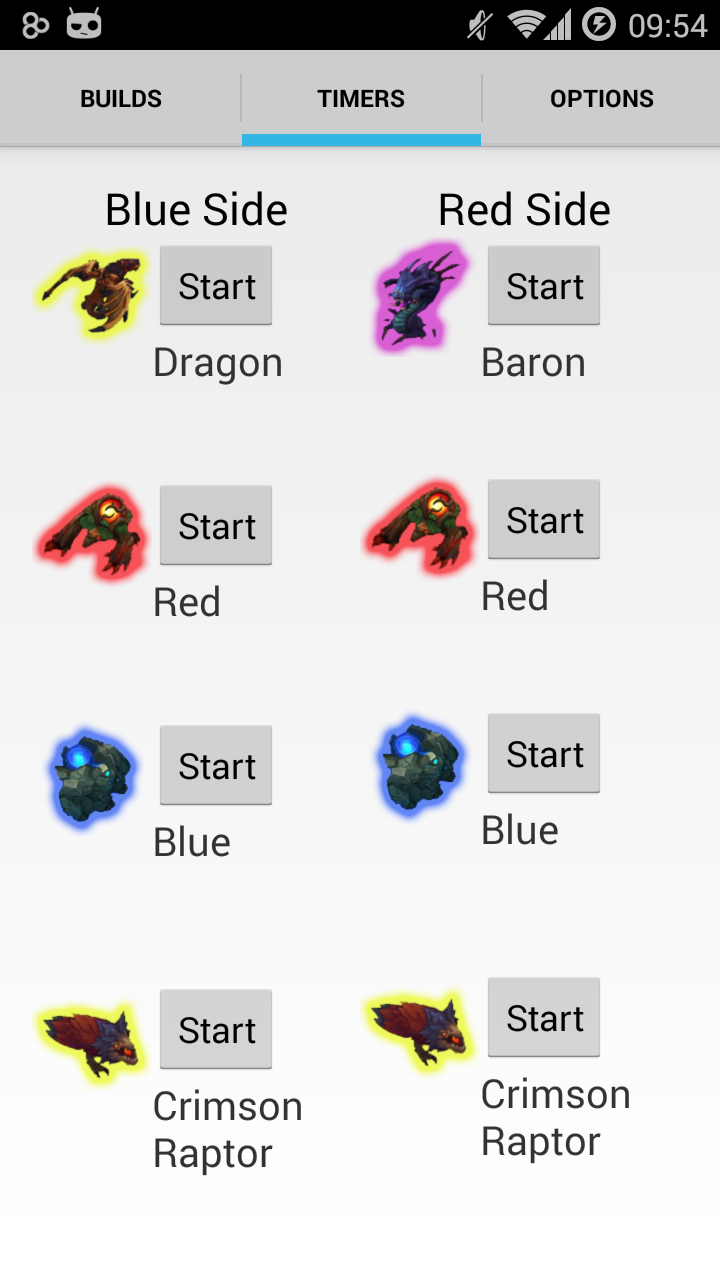 09:54
BUILDS TIMERS OPTIONS
Blue Side Red Side
Start Start
Dragon Baron
Start Start
Red Red
Start Start
Blue Blue
Start Start
Crimson Crimson
Raptor Raptor